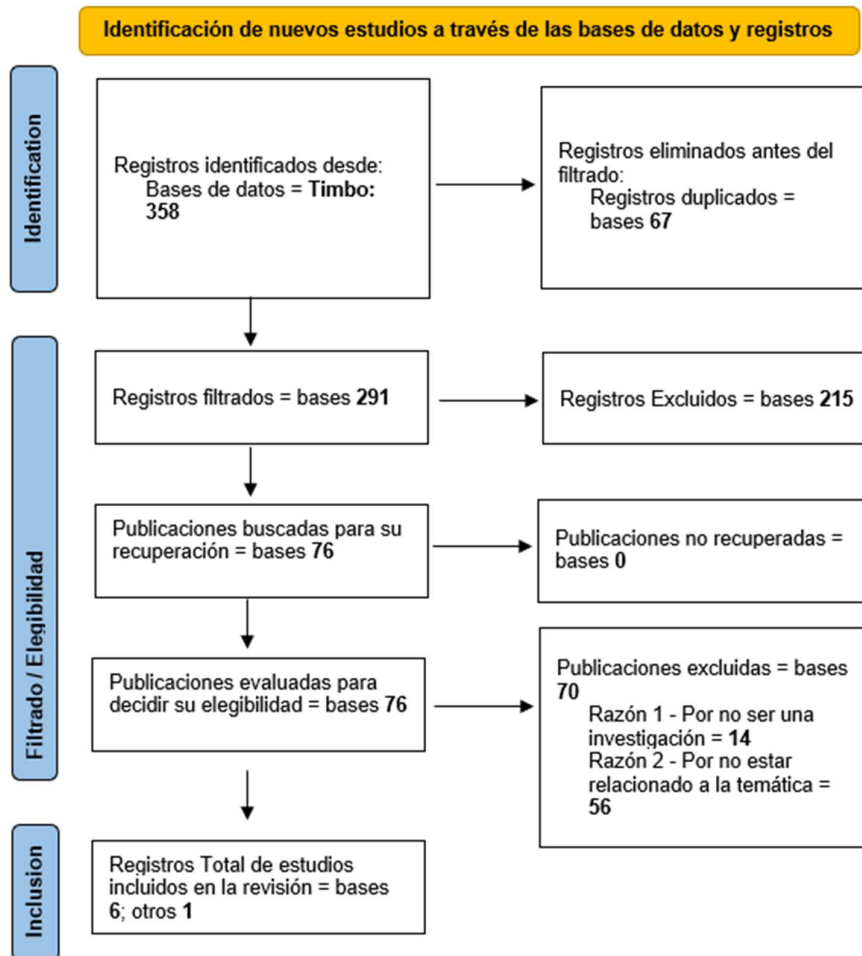 Identificación de nuevos estudios a través de las bases de datos y registros
Identification
Registros identificados desde:
Bases de datos = Timbo:
358
Registros eliminados antes del
filtrado:
Registros duplicados =
bases 67
Filtrado / Elegibilidad
Registros filtrados = bases 291
Registros Excluidos = bases 215
Publicaciones buscadas para su
recuperación = bases 76
Publicaciones no recuperadas =
bases 0
Publicaciones evaluadas para
decidir su elegibilidad = bases 76
Publicaciones excluidas = bases
70
Razón 1 - Por no ser una
investigación = 14
Razón 2 - Por no estar
relacionado a la temática =
56
Inclusion
Registros Total de estudios
incluidos en la revisión = bases
6; otros 1